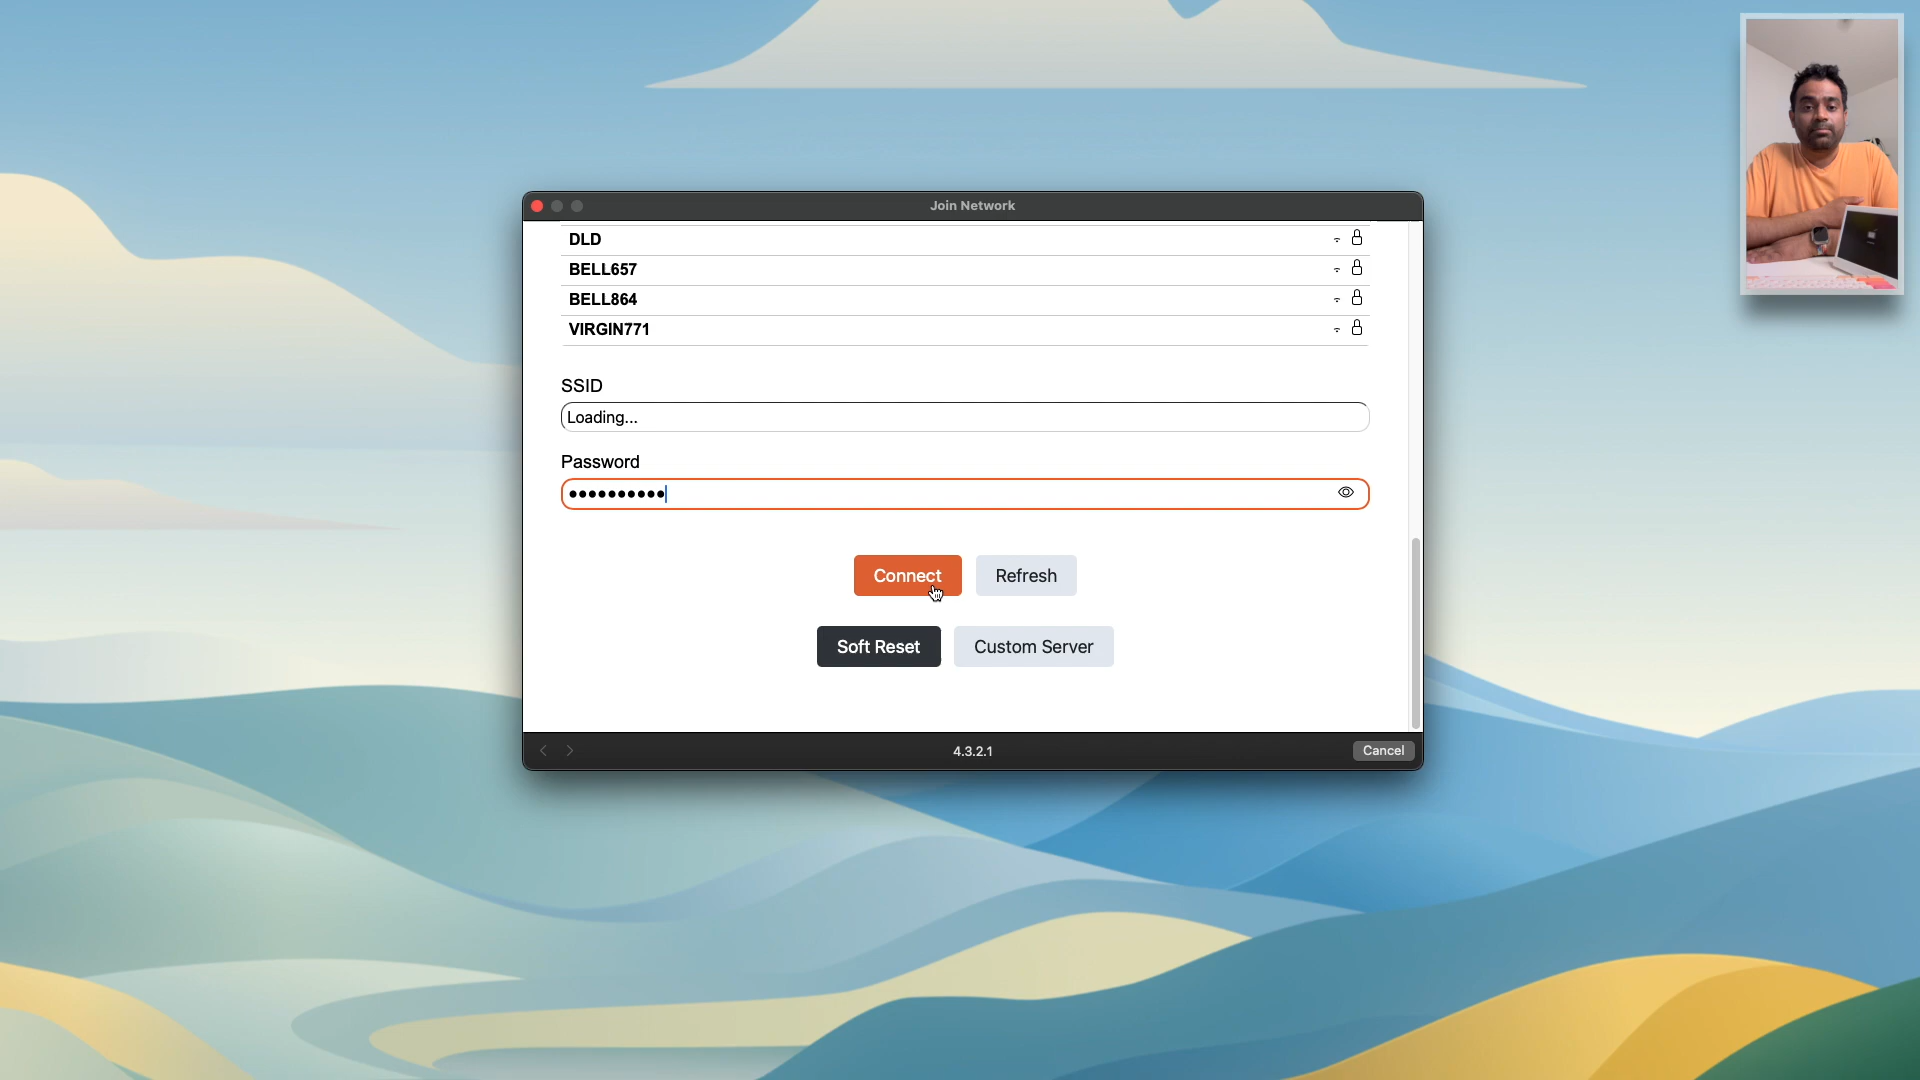 Join Network
DLD
BELL657
BELL864
VIRGIN771
SSID
Loading...
Password
••••••••••
Connect
Refresh
Soft Reset
Custom Server
4.3.2.1
Cancel